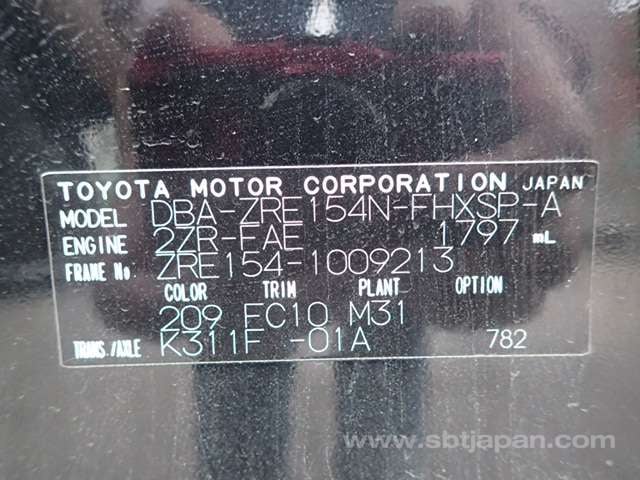 TOYOTA MOTOR CORPORATION JAPAN
MODEL DBA-ZRE154N-FHXSP-A
ENGINE 2ZR-FAE 1797 mL
FRAME No. ZRE154-1009213
COLOR TRIM PLANT OPTION
209 FC10 M31
TRANS./AXLE K311F -01A 782
www.sbtjapan.com